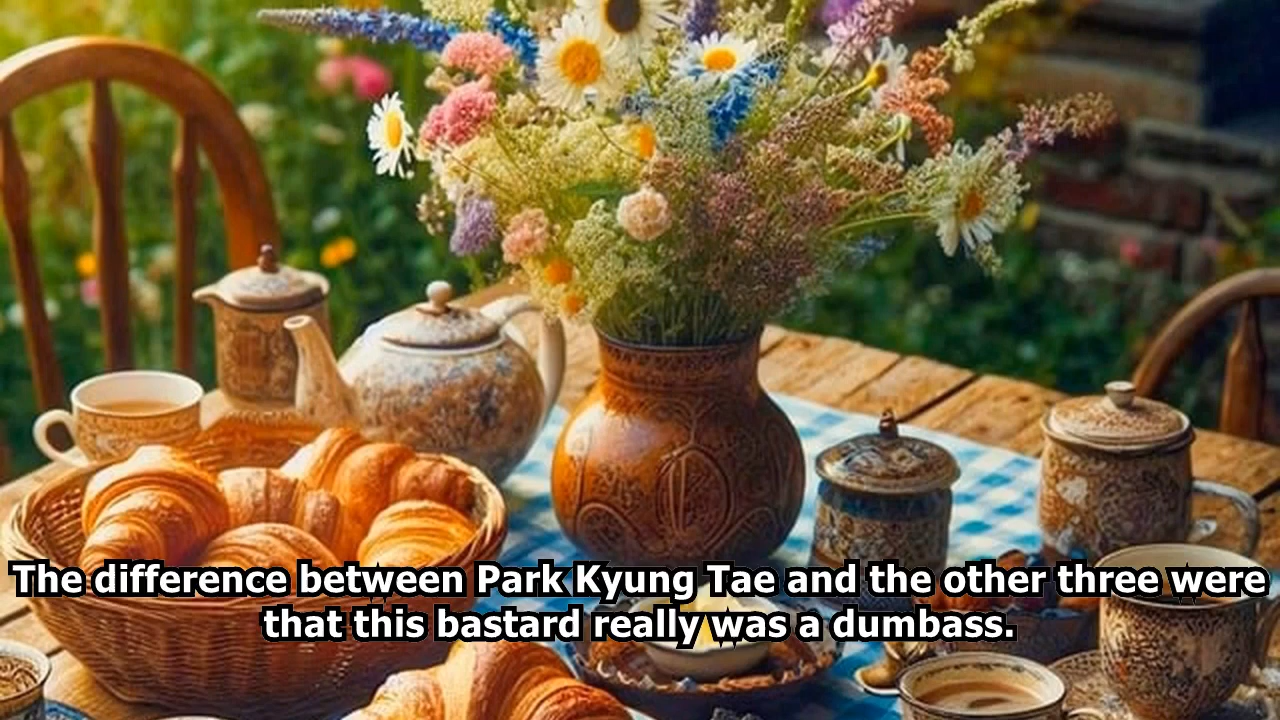 The difference between Park Kyung Tae and the other three were
that this bastard really was a dumbass.